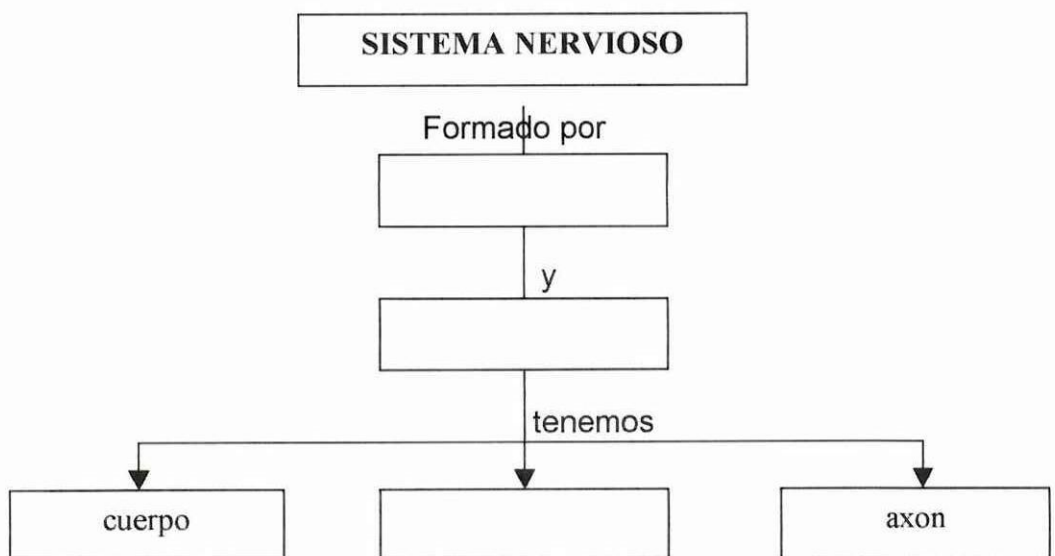 SISTEMA NERVIOSO
Formado por
y
tenemos
cuerpo
axon